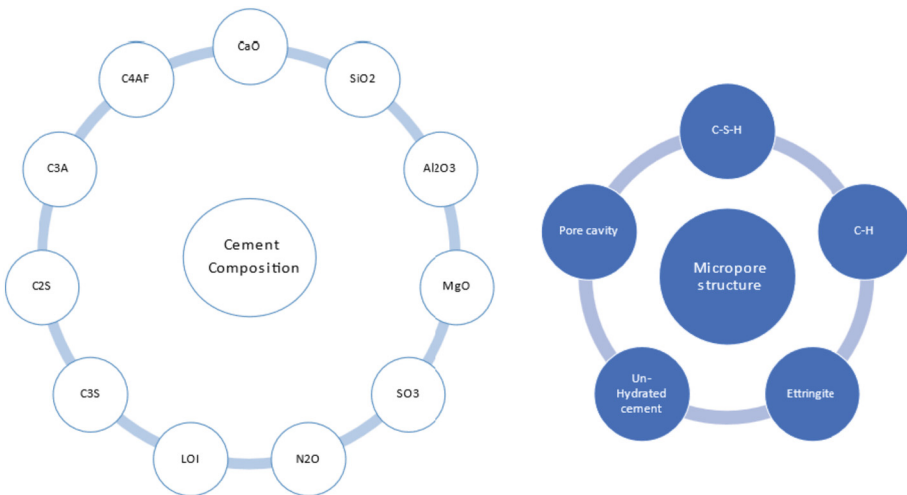 Cement
Composition
CaO
SiO2
Al2O3
MgO
SO3
N2O
LOI
C3S
C2S
C3A
C4AF
Micropore
structure
C-S-H
C-H
Ettringite
Un-
Hydrated
cement
Pore cavity